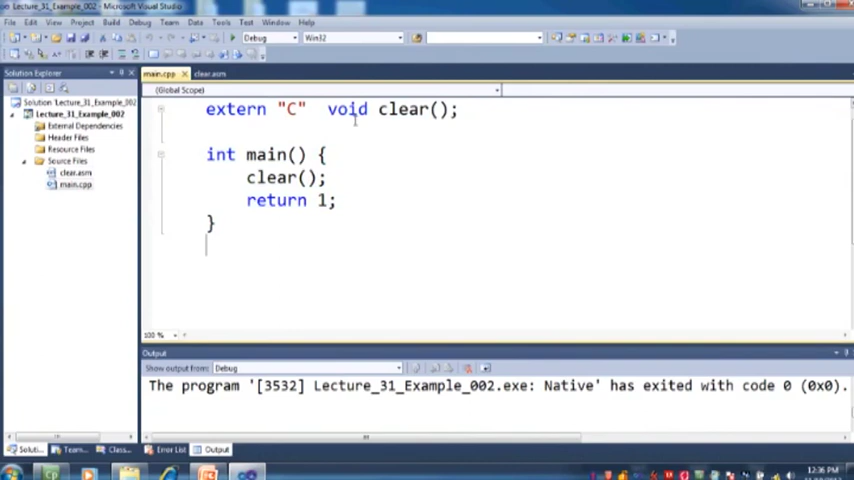 Lecture_31_Example_002 - Microsoft Visual Studio
File Edit View Project Build Debug Team Data Tools Test Window Help
Debug Win32
Solution Explorer
main.cpp clear.asm
(Global Scope)
Solution 'Lecture_31_Example_002'
Lecture_31_Example_002
External Dependencies
Header Files
Resource Files
Source Files
clear.asm
main.cpp
extern "C" void clear();
int main() {
clear();
return 1;
}
100 %
Output
Show output from: Debug
The program '[3532] Lecture_31_Example_002.exe: Native' has exited with code 0 (0x0).
Soluti... Team... Class... Error List Output
12:36 PM